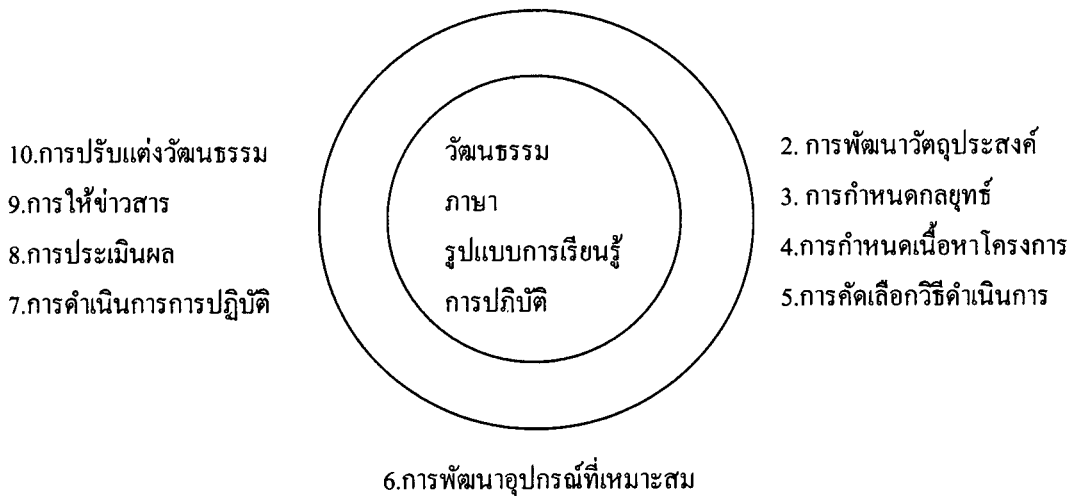 10.การปรับแต่งวัฒนธรรม
9.การให้ข่าวสาร
8.การประเมินผล
7.การดำเนินการการปฏิบัติ
วัฒนธรรม
ภาษา
รูปแบบการเรียนรู้
การปฏิบัติ
2. การพัฒนาวัตถุประสงค์
3. การกำหนดกลยุทธ์
4.การกำหนดเนื้อหาโครงการ
5.การคัดเลือกวิธีดำเนินการ
6.การพัฒนาอุปกรณ์ที่เหมาะสม